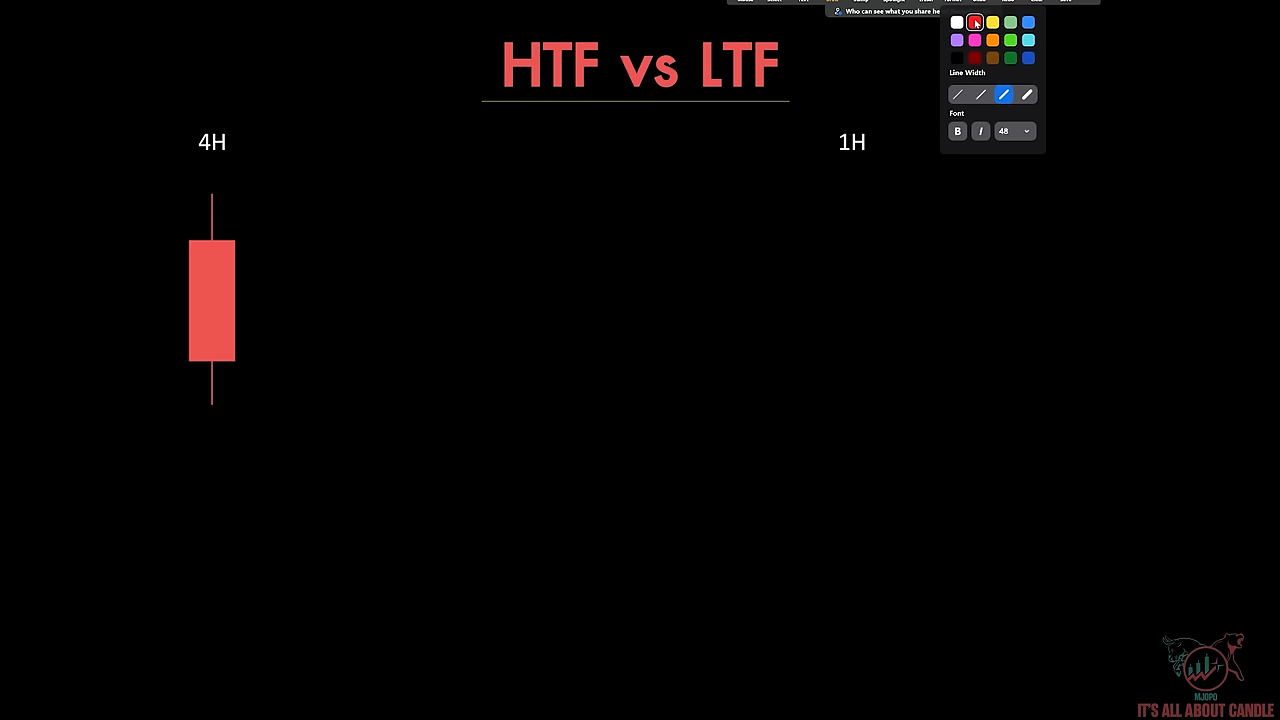 Who can see what you share he
HTF vs LTF
Line Width
Font
B I 48
4H
1H
MJOPO
IT'S ALL ABOUT CANDLE